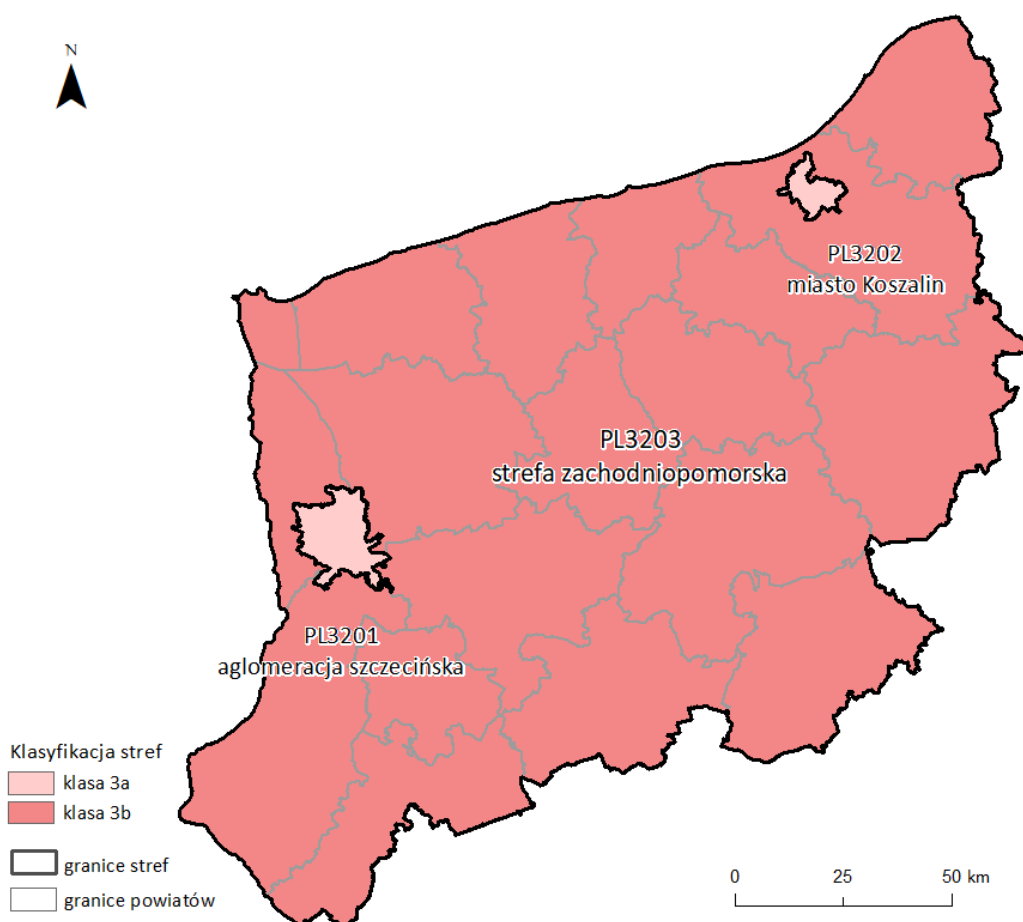 N
PL3202
miasto Koszalin
PL3203
strefa zachodniopomorska
PL3201
aglomeracja szczecińska
Klasyfikacja stref
klasa 3a
klasa 3b
granice stref
granice powiatów
0 25 50 km